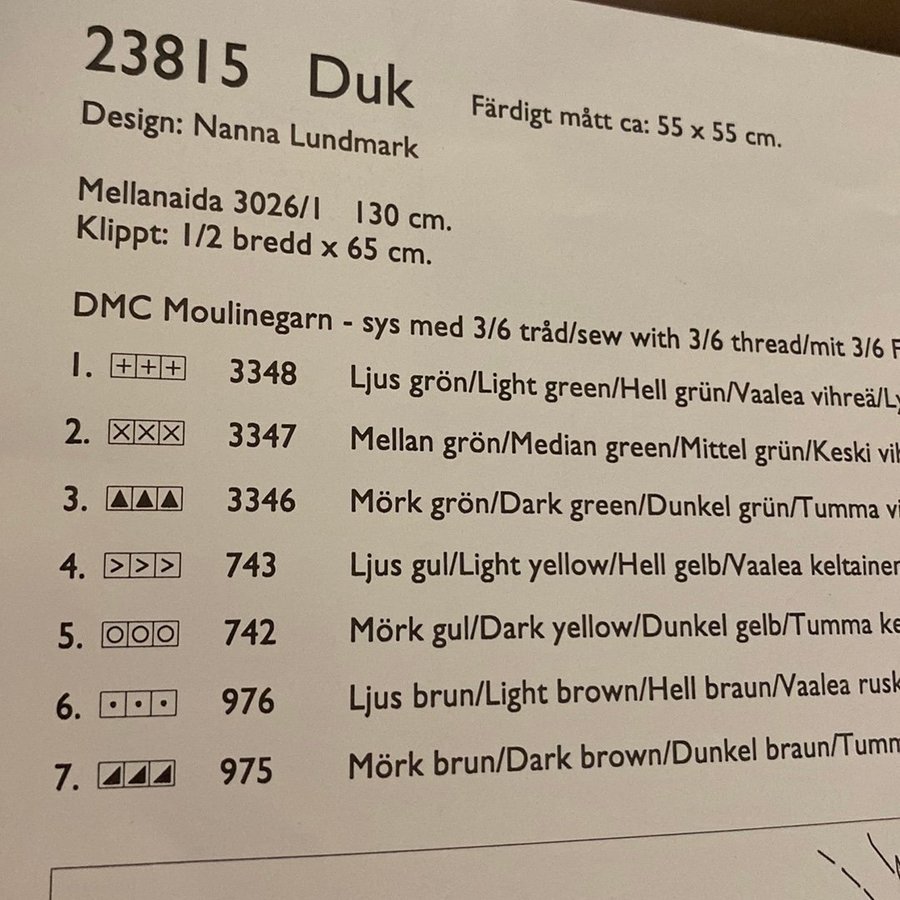 23815 Duk
Färdigt mått ca: 55 x 55 cm.
Design: Nanna Lundmark
Mellanaida 3026/1 130 cm.
Klippt: 1/2 bredd x 65 cm.
DMC Moulinegarn - sys med 3/6 tråd/sew with 3/6 thread/mit 3/6
1. 3348 Ljus grön/Light green/Hell grün/Vaalea vihreä/
2. 3347 Mellan grön/Median green/Mittel grün/Keski
3. 3346 Mörk grön/Dark green/Dunkel grün/Tumma
4. 743 Ljus gul/Light yellow/Hell gelb/Vaalea keltainen
5. 742 Mörk gul/Dark yellow/Dunkel gelb/Tumma
6. 976 Ljus brun/Light brown/Hell braun/Vaalea
7. 975 Mörk brun/Dark brown/Dunkel braun/